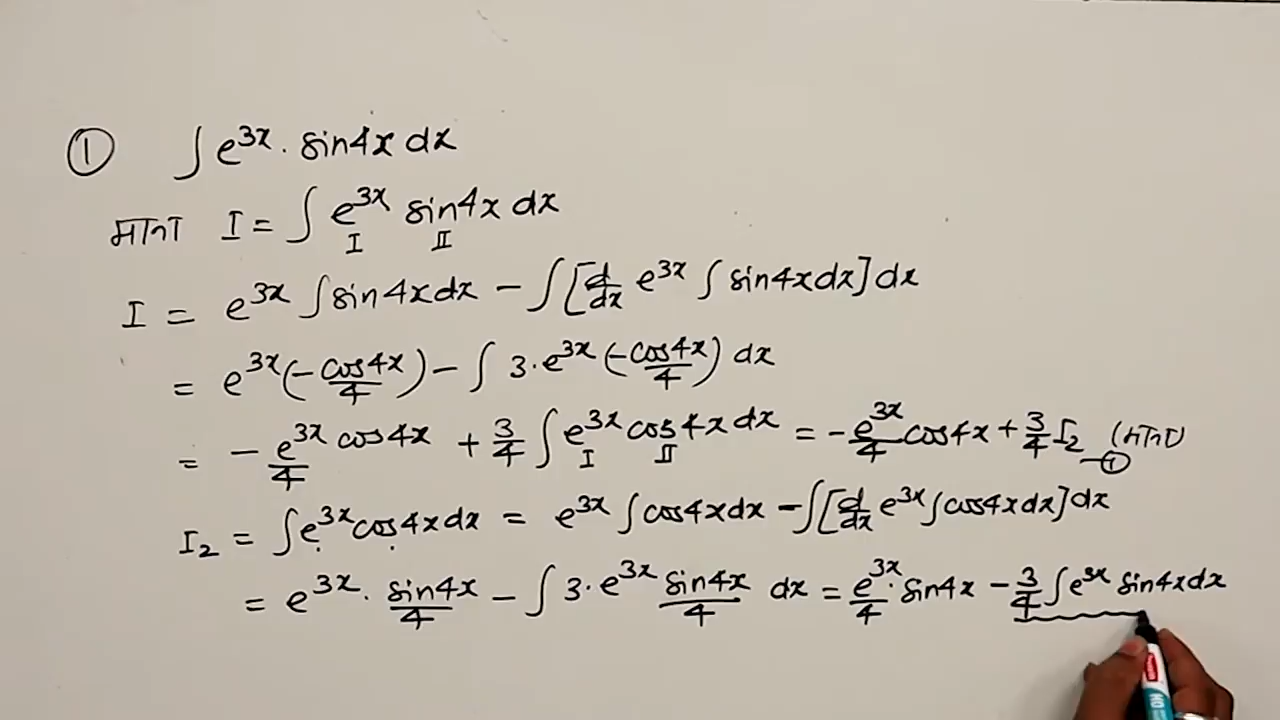 ① ∫ e^{3x} · sin4x dx
माना I = ∫ e^{3x} sin4x dx
I II
I = e^{3x} ∫ sin4x dx − ∫ [d/dx e^{3x} ∫ sin4x dx] dx
= e^{3x} (−cos4x/4) − ∫ 3·e^{3x} (−cos4x/4) dx
= −e^{3x}/4 cos4x + 3/4 ∫ e^{3x} cos4x dx = −e^{3x}/4 cos4x + 3/4 I₂ (माना)
I II —①
I₂ = ∫ e^{3x} cos4x dx = e^{3x} ∫ cos4x dx − ∫ [d/dx e^{3x} ∫ cos4x dx] dx
= e^{3x} · sin4x/4 − ∫ 3·e^{3x} sin4x/4 dx = e^{3x}/4 · sin4x − 3/4 ∫ e^{3x} sin4x dx